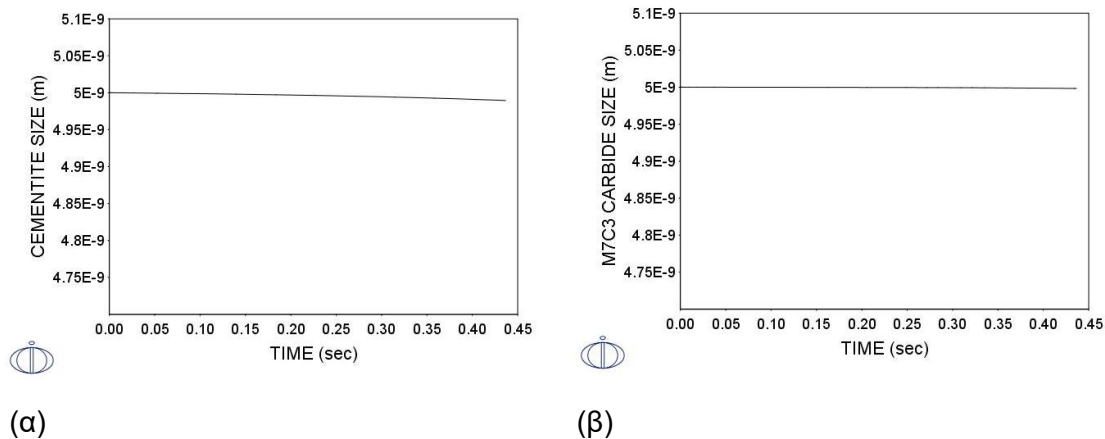 5.1E-9
5.05E-9
5E-9
4.95E-9
4.9E-9
4.85E-9
4.8E-9
4.75E-9
CEMENTITE SIZE (m)
0.00 0.05 0.10 0.15 0.20 0.25 0.30 0.35 0.40 0.45
TIME (sec)
(α)
5.1E-9
5.05E-9
5E-9
4.95E-9
4.9E-9
4.85E-9
4.8E-9
4.75E-9
M7C3 CARBIDE SIZE (m)
0.00 0.05 0.10 0.15 0.20 0.25 0.30 0.35 0.40 0.45
TIME (sec)
(β)